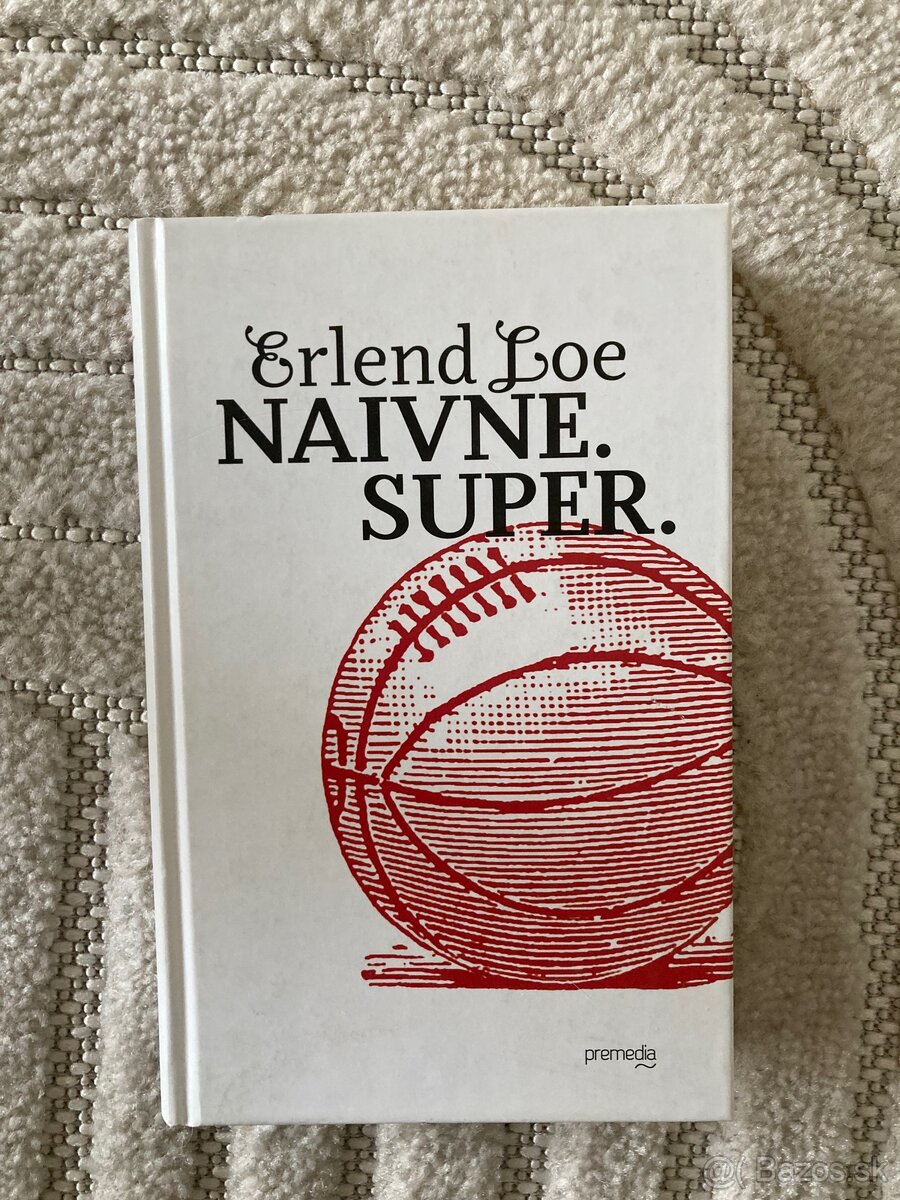 Erlend Loe
NAIVNE.
SUPER.
premedia
@( Bazos.sk